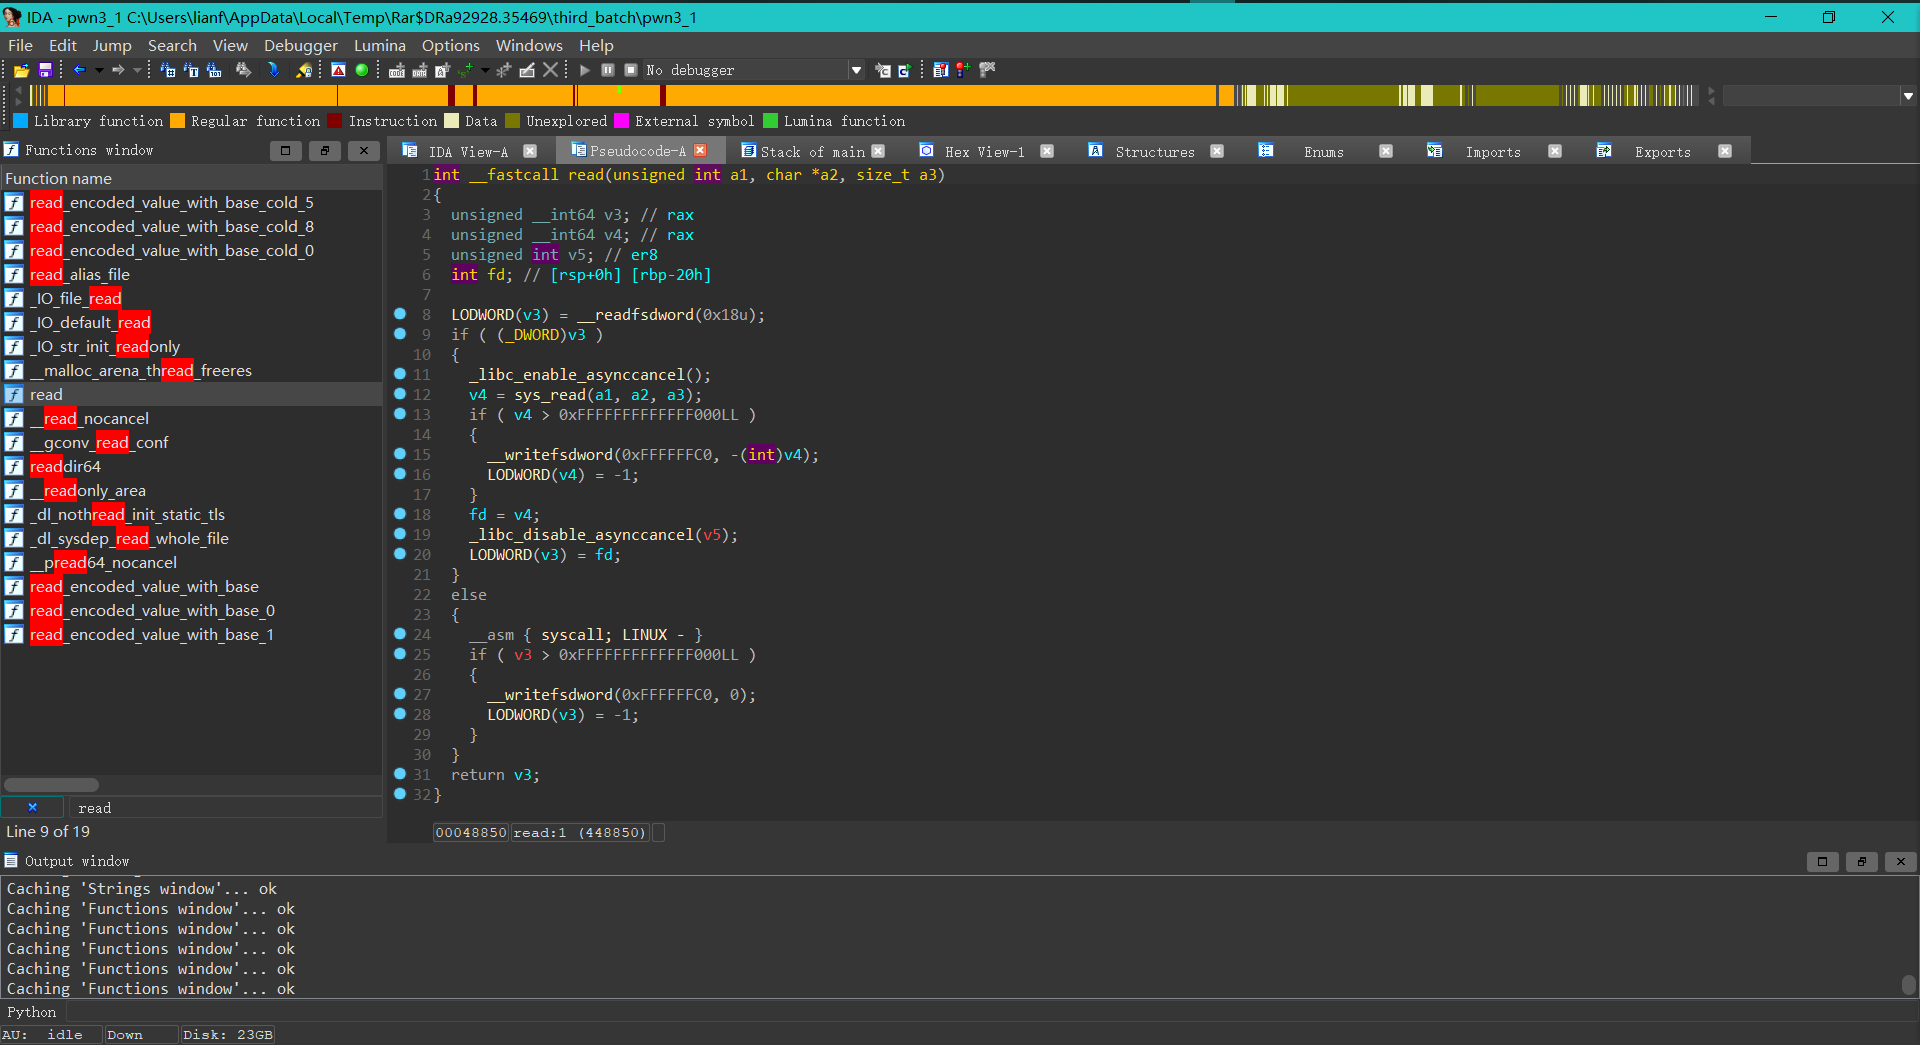 IDA - pwn3_1 C:\Users\lianf\AppData\Local\Temp\Rar$DRa92928.35469\third_batch\pwn3_1
File Edit Jump Search View Debugger Lumina Options Windows Help
No debugger
Library function Regular function Instruction Data Unexplored External symbol Lumina function
Functions window
IDA View-A Pseudocode-A Stack of main Hex View-1 Structures Enums Imports Exports
Function name
read_encoded_value_with_base_cold_5
read_encoded_value_with_base_cold_8
read_encoded_value_with_base_cold_0
read_alias_file
_IO_file_read
_IO_default_read
_IO_str_init_readonly
__malloc_arena_thread_freeres
read
__read_nocancel
__gconv_read_conf
readdir64
__readonly_area
_dl_nothread_init_static_tls
_dl_sysdep_read_whole_file
__pread64_nocancel
read_encoded_value_with_base
read_encoded_value_with_base_0
read_encoded_value_with_base_1
read
Line 9 of 19
1 int __fastcall read(unsigned int a1, char *a2, size_t a3)
2 {
3 unsigned __int64 v3; // rax
4 unsigned __int64 v4; // rax
5 unsigned int v5; // er8
6 int fd; // [rsp+0h] [rbp-20h]
7
8 LODWORD(v3) = __readfsdword(0x18u);
9 if ( (_DWORD)v3 )
10 {
11 _libc_enable_asynccancel();
12 v4 = sys_read(a1, a2, a3);
13 if ( v4 > 0xFFFFFFFFFFFFF000LL )
14 {
15 __writefsdword(0xFFFFFFC0, -(int)v4);
16 LODWORD(v4) = -1;
17 }
18 fd = v4;
19 _libc_disable_asynccancel(v5);
20 LODWORD(v3) = fd;
21 }
22 else
23 {
24 __asm { syscall; LINUX - }
25 if ( v3 > 0xFFFFFFFFFFFFF000LL )
26 {
27 __writefsdword(0xFFFFFFC0, 0);
28 LODWORD(v3) = -1;
29 }
30 }
31 return v3;
32 }
00048850 read:1 (448850)
Output window
Caching 'Strings window'... ok
Caching 'Functions window'... ok
Caching 'Functions window'... ok
Caching 'Functions window'... ok
Caching 'Functions window'... ok
Caching 'Functions window'... ok
Python
AU: idle Down Disk: 23GB